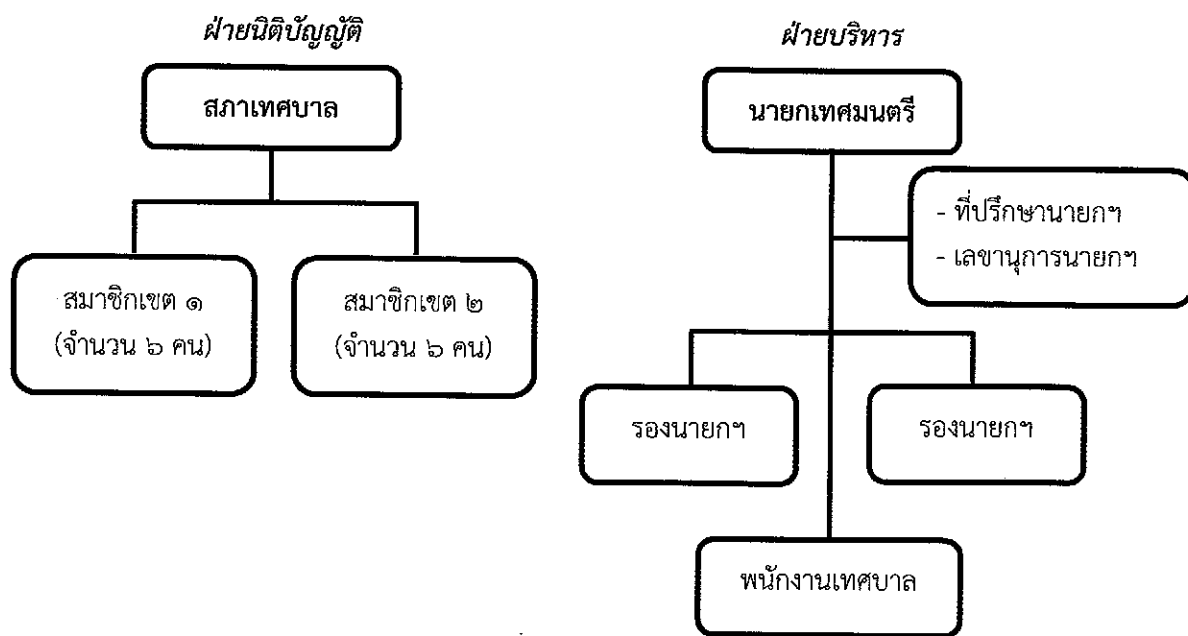 ฝ่ายนิติบัญญัติ
สภาเทศบาล
สมาชิกเขต ๑
(จำนวน ๖ คน)
สมาชิกเขต ๒
(จำนวน ๖ คน)
ฝ่ายบริหาร
นายกเทศมนตรี
- ที่ปรึกษานายกฯ
- เลขานุการนายกฯ
รองนายกฯ
รองนายกฯ
พนักงานเทศบาล